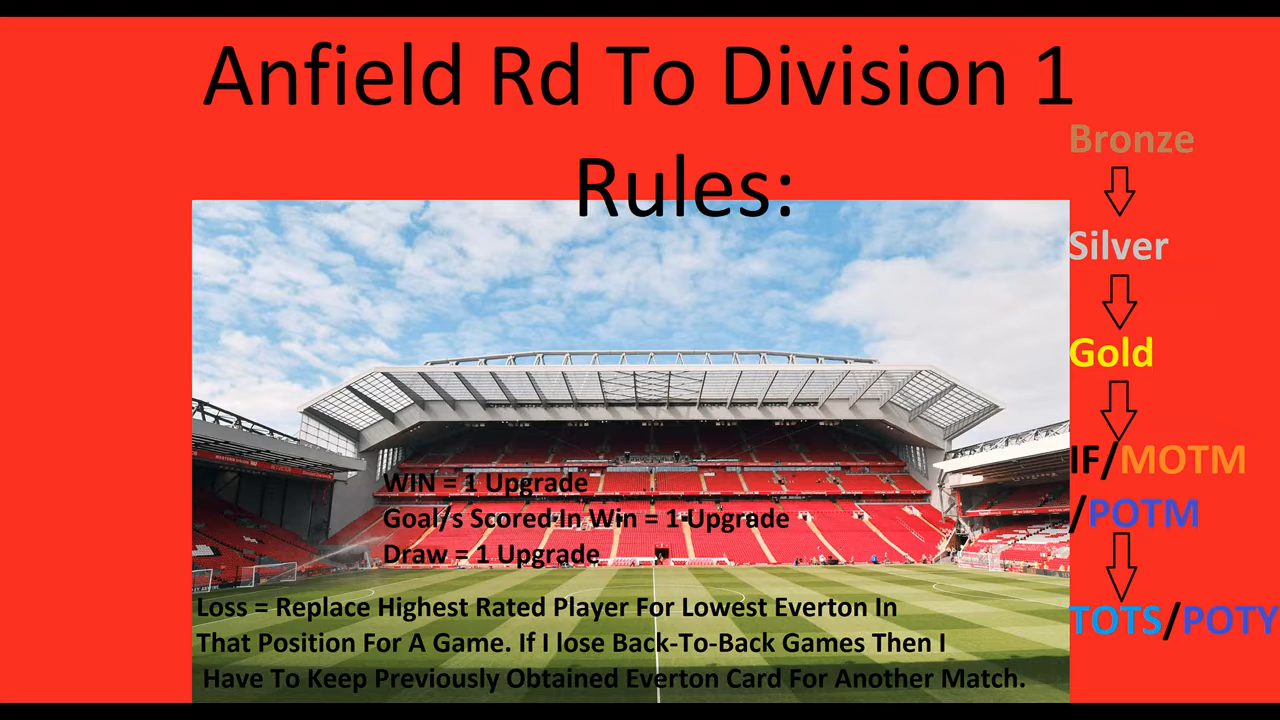 Anfield Rd To Division 1
Rules:
Bronze
Silver
Gold
IF/MOTM
/POTM
TOTS/POTY
WIN = 1 Upgrade
Goal/s Scored In Win = 1 Upgrade
Draw = 1 Upgrade
Loss = Replace Highest Rated Player For Lowest Everton In
That Position For A Game. If I lose Back-To-Back Games Then I
Have To Keep Previously Obtained Everton Card For Another Match.